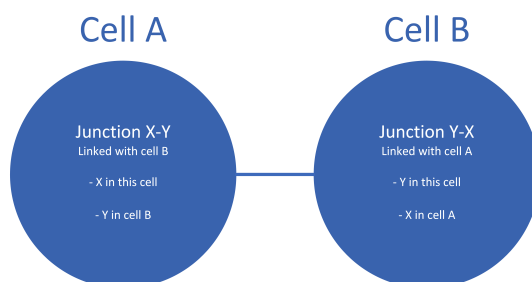 Cell A
Cell B
Junction X-Y
Linked with cell B
- X in this cell
- Y in cell B
Junction Y-X
Linked with cell A
- Y in this cell
- X in cell A